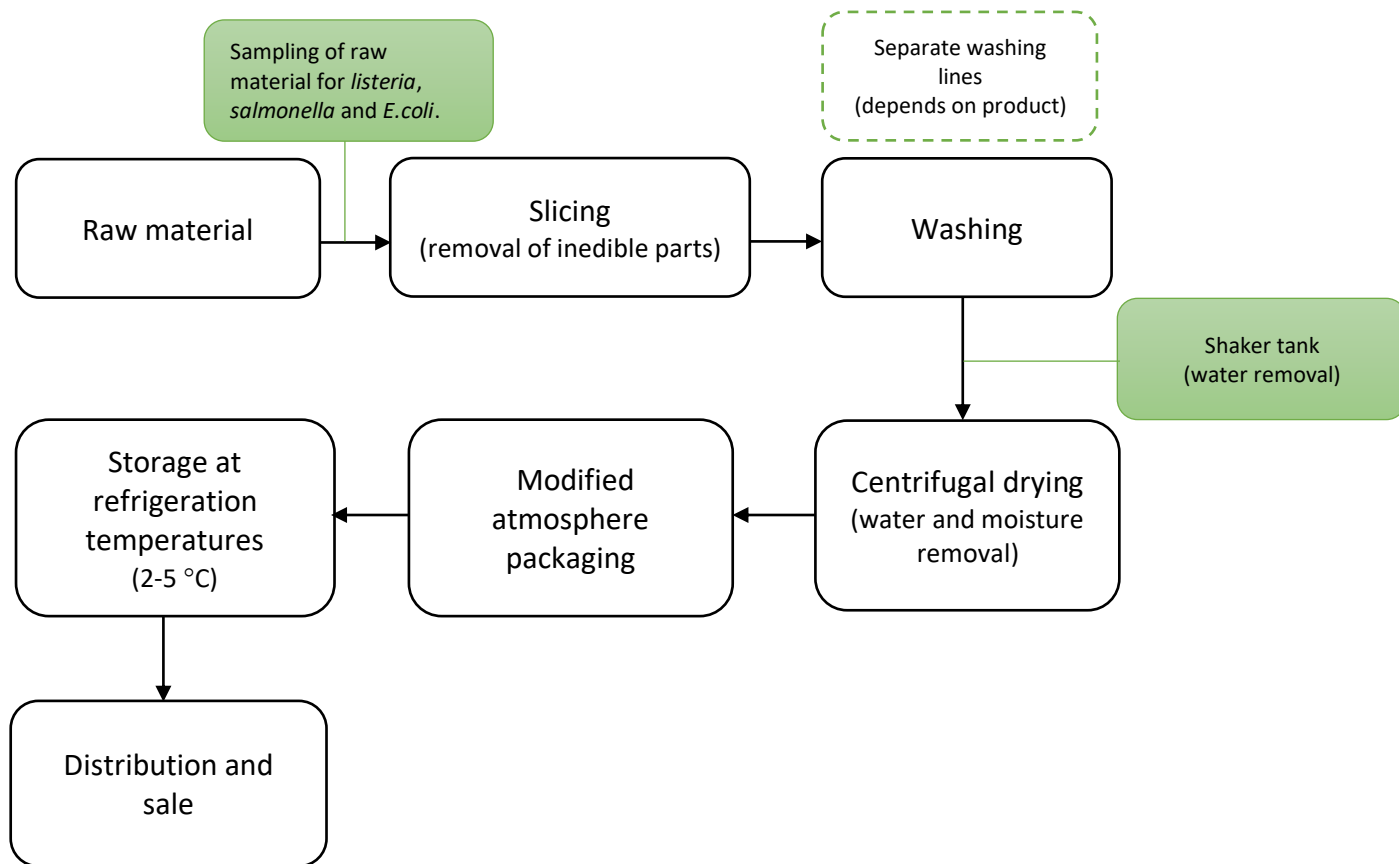 Sampling of raw
material for listeria,
salmonella and E.coli.
Separate washing
lines
(depends on product)
Raw material
Slicing
(removal of inedible parts)
Washing
Shaker tank
(water removal)
Storage at
refrigeration
temperatures
(2-5 °C)
Modified
atmosphere
packaging
Centrifugal drying
(water and moisture
removal)
Distribution and
sale